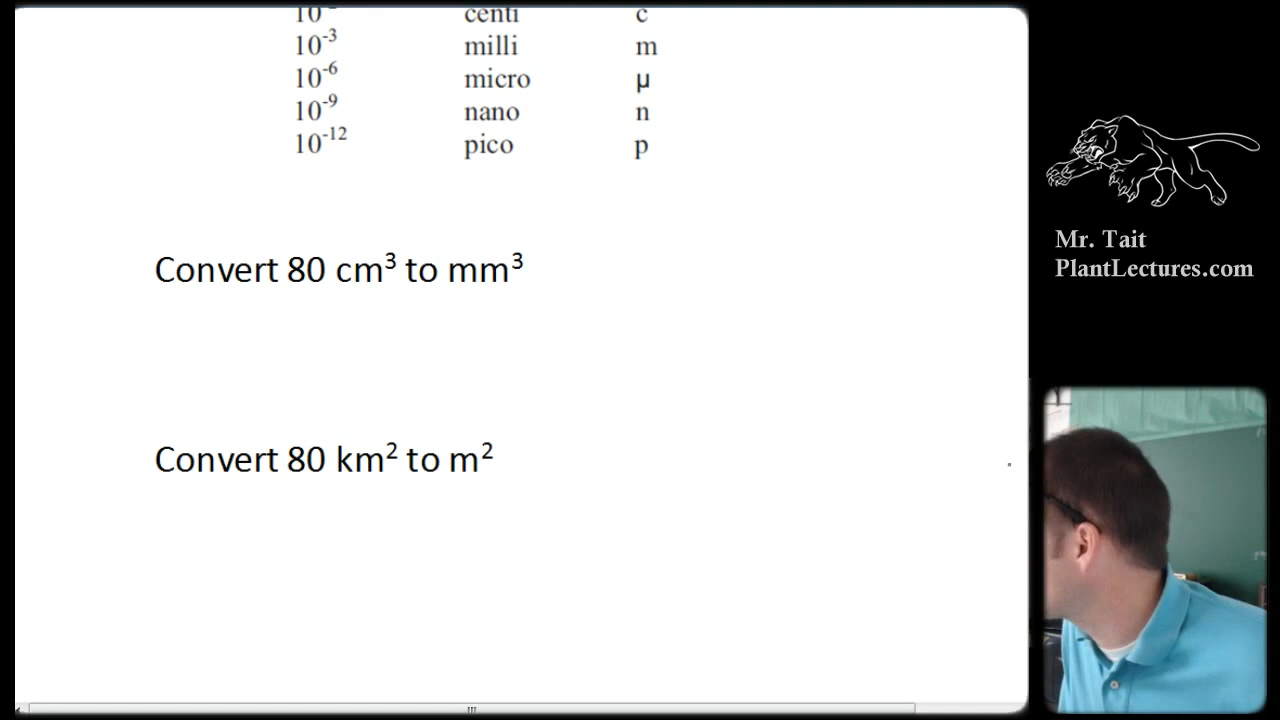 10 centi c
10⁻³ milli m
10⁻⁶ micro µ
10⁻⁹ nano n
10⁻¹² pico p
Convert 80 cm³ to mm³
Convert 80 km² to m²
Mr. Tait
PlantLectures.com